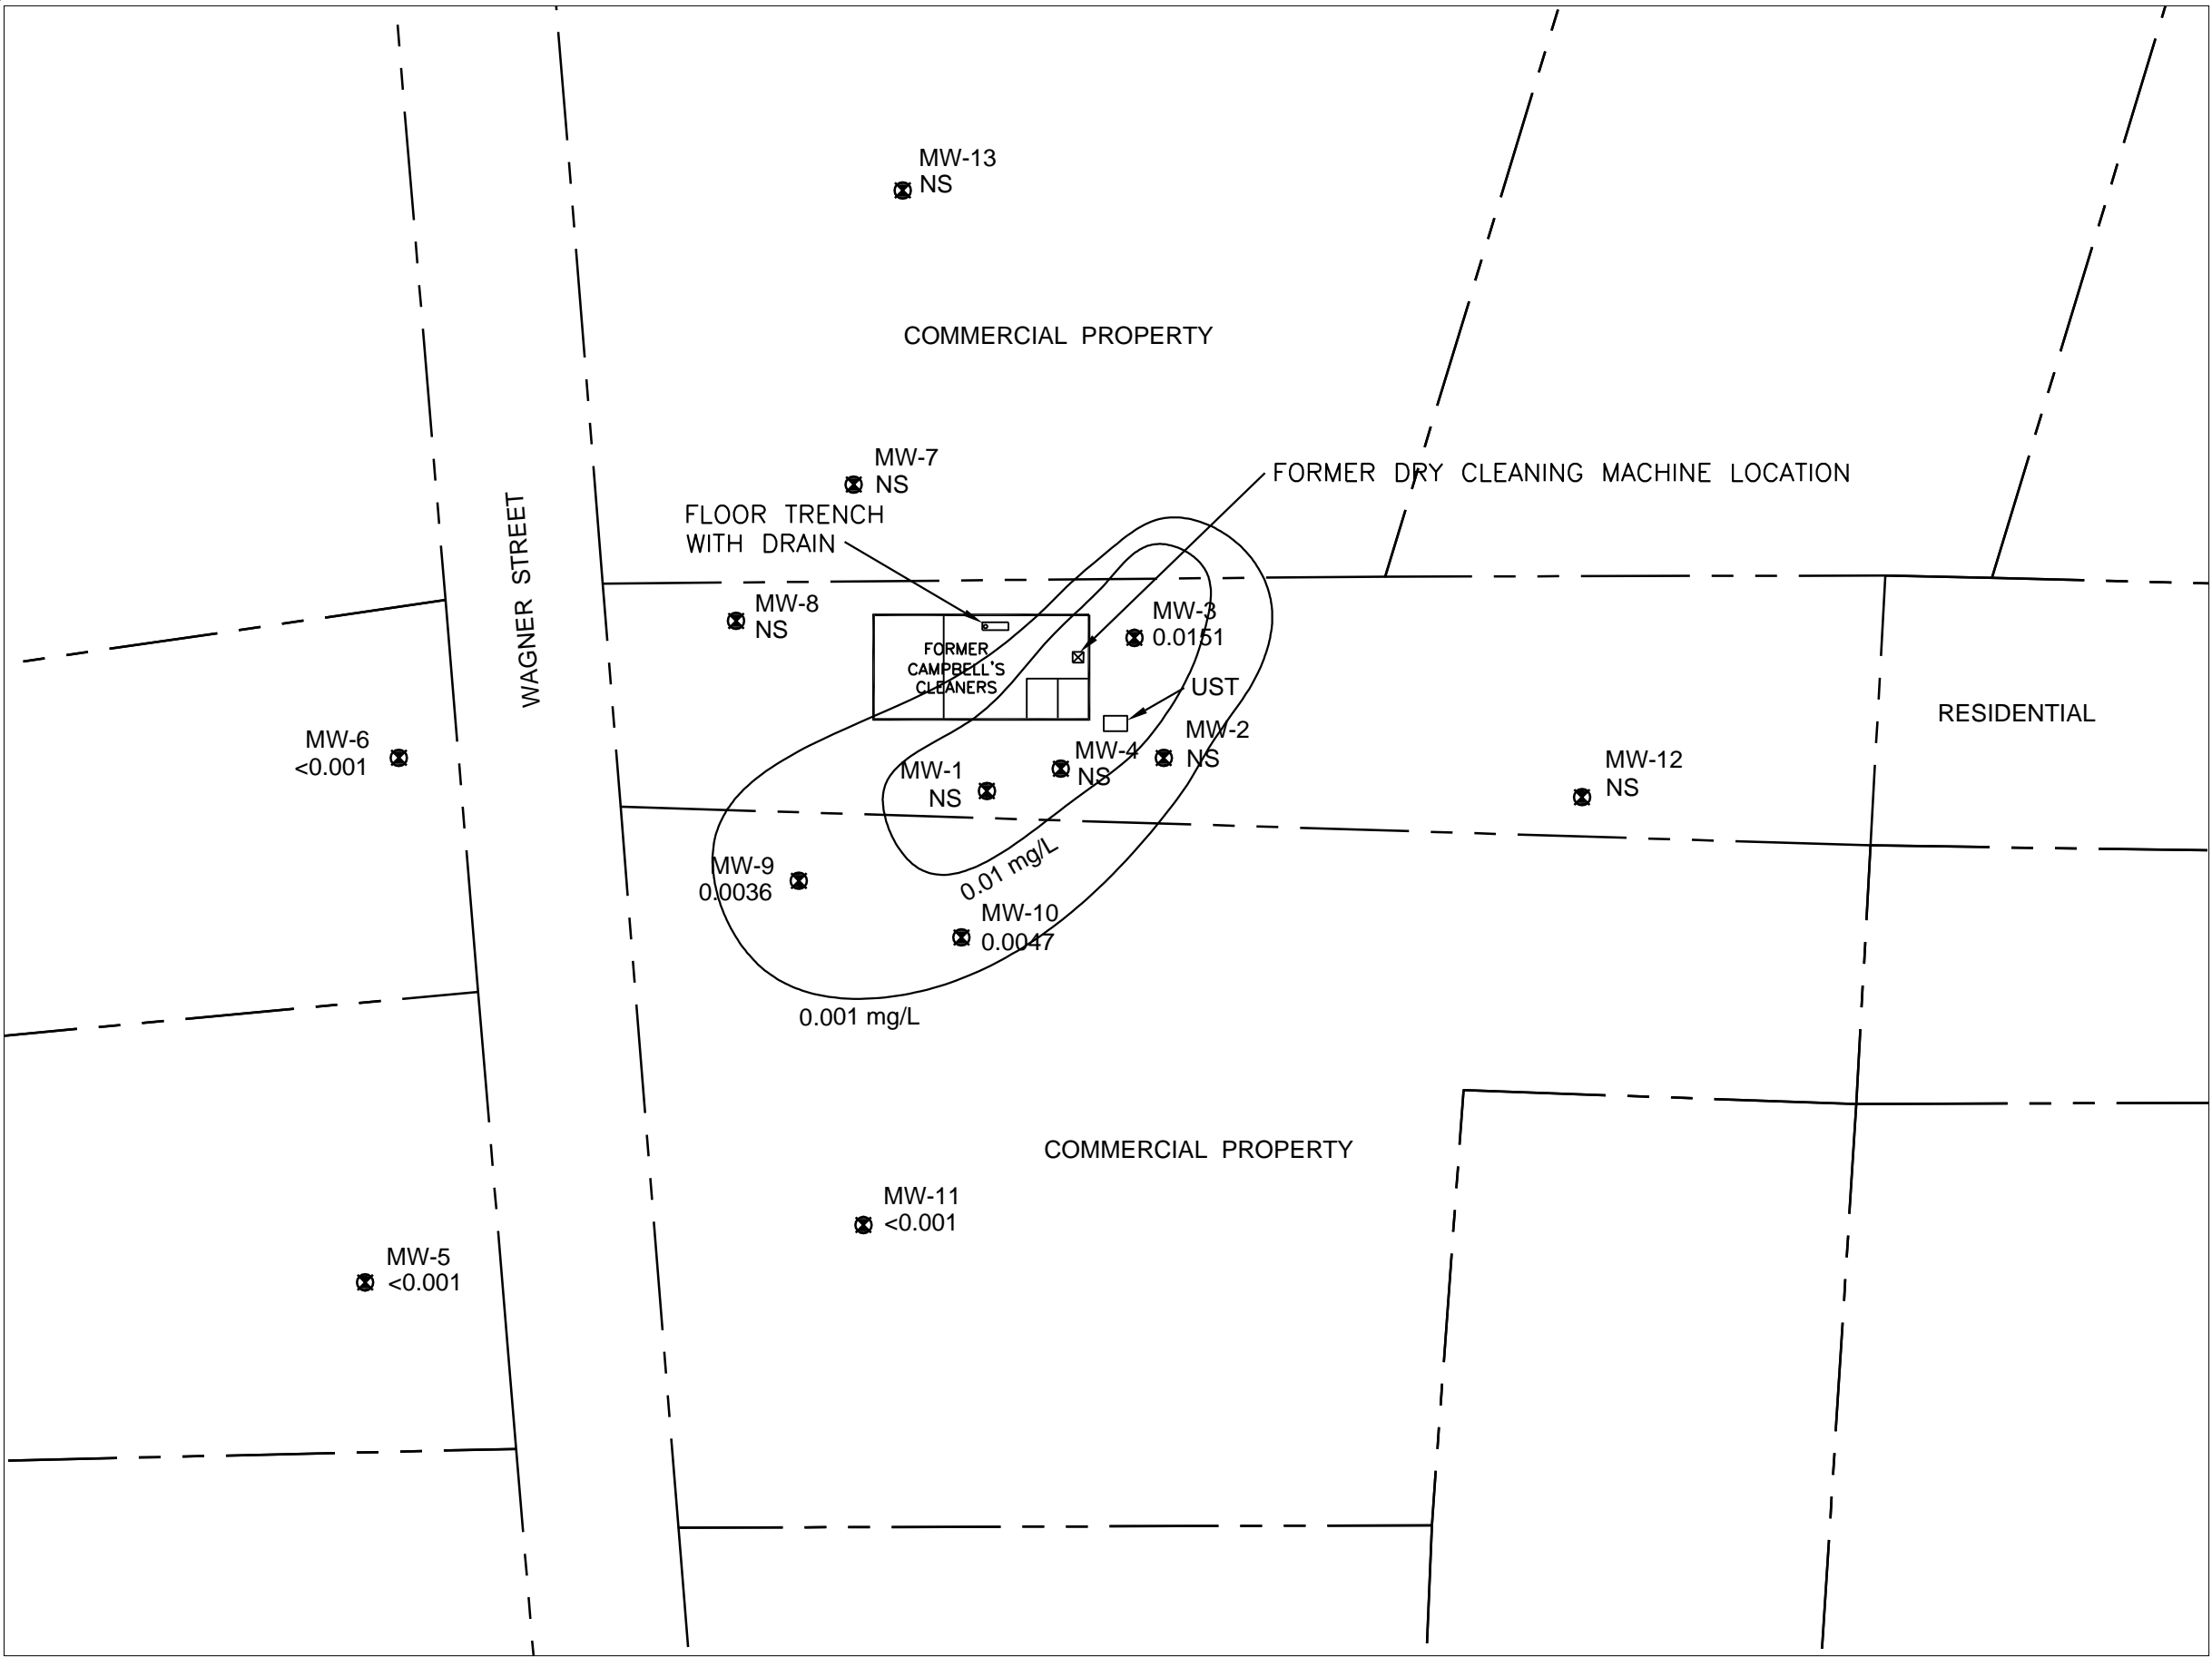 MW-13
NS
COMMERCIAL PROPERTY
MW-7
NS
FORMER DRY CLEANING MACHINE LOCATION
FLOOR TRENCH
WITH DRAIN
WAGNER STREET
MW-8
NS
MW-3
0.0151
FORMER
CAMPBELL'S
CLEANERS
UST
RESIDENTIAL
MW-6
<0.001
MW-2
NS
MW-4
NS
MW-1
NS
MW-12
NS
MW-9
0.0036
0.01 mg/L
MW-10
0.0047
0.001 mg/L
COMMERCIAL PROPERTY
MW-11
<0.001
MW-5
<0.001